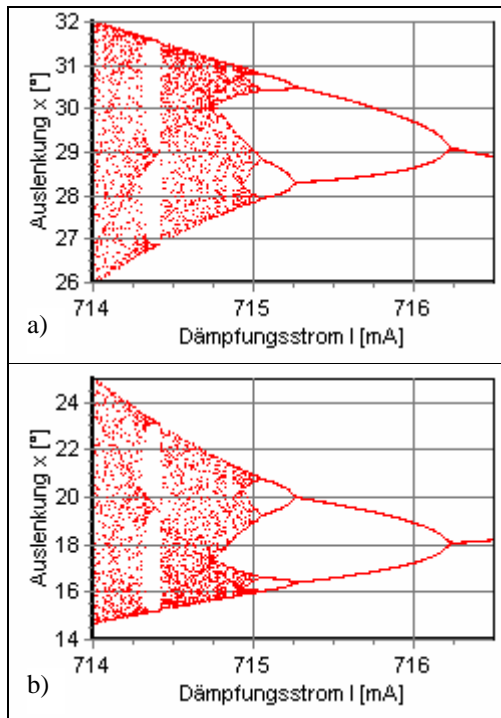 32
31
30
29
28
27
26
Auslenkung x [°]
714 715 716
Dämpfungsstrom I [mA]
a)
24
22
20
18
16
14
Auslenkung x [°]
714 715 716
Dämpfungsstrom I [mA]
b)